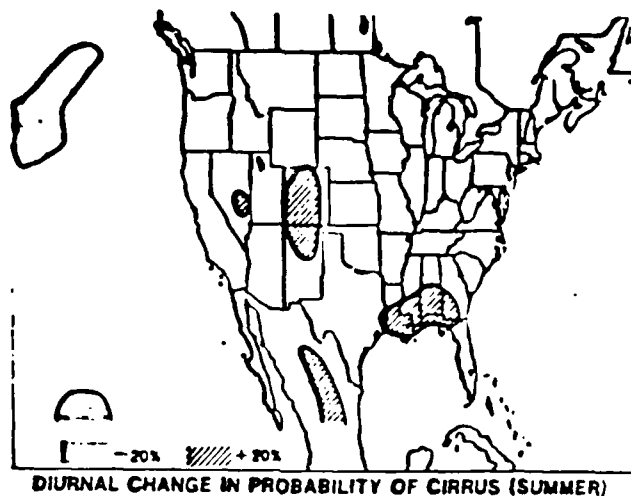 -20% +20%
DIURNAL CHANGE IN PROBABILITY OF CIRRUS (SUMMER)